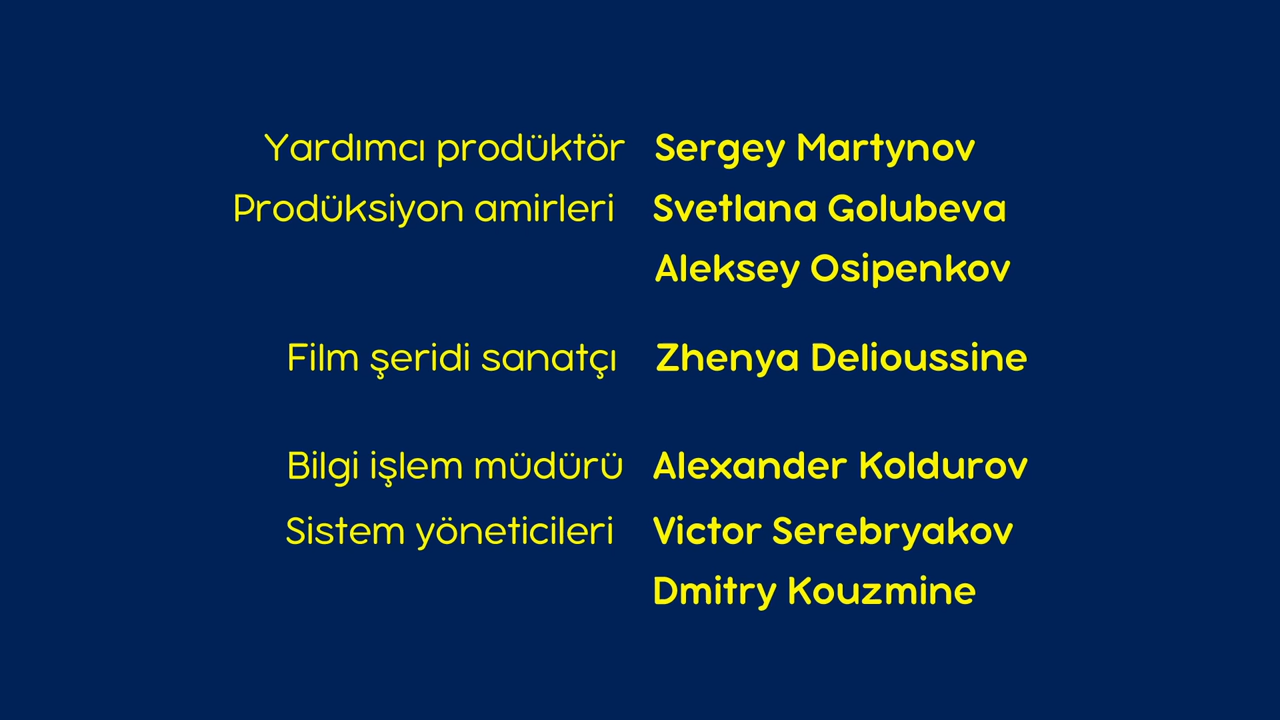 Yardımcı prodüktör Sergey Martynov
Prodüksiyon amirleri Svetlana Golubeva
Aleksey Osipenkov
Film şeridi sanatçı Zhenya Delioussine
Bilgi işlem müdürü Alexander Koldurov
Sistem yöneticileri Victor Serebryakov
Dmitry Kouzmine